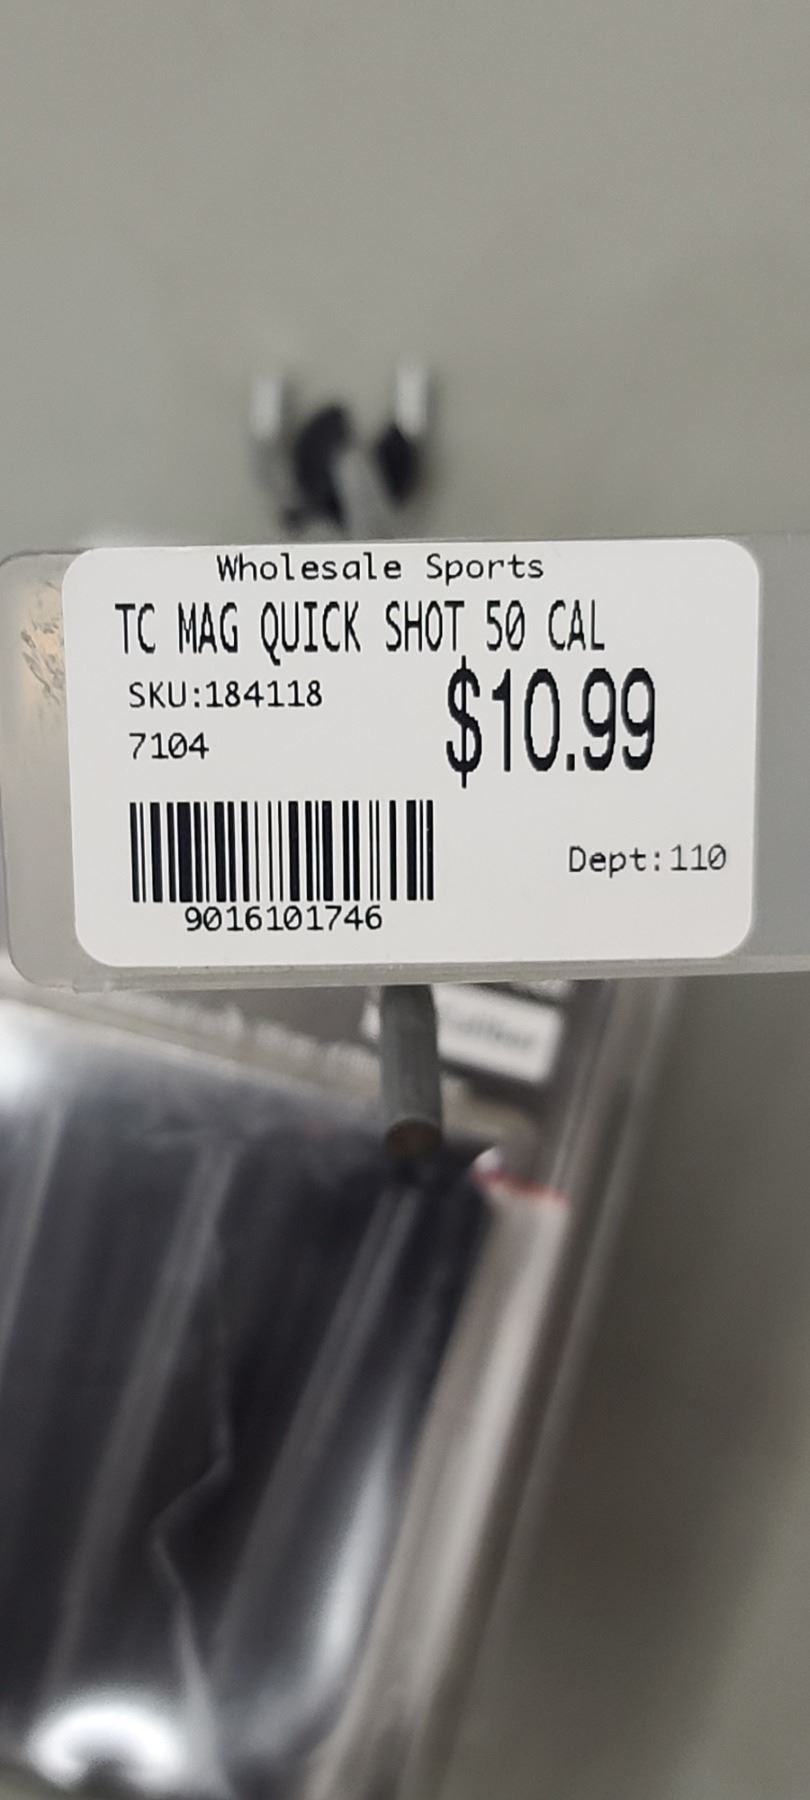 Wholesale Sports
TC MAG QUICK SHOT 50 CAL
SKU:184118
$10.99
7104
Dept:110
9016101746